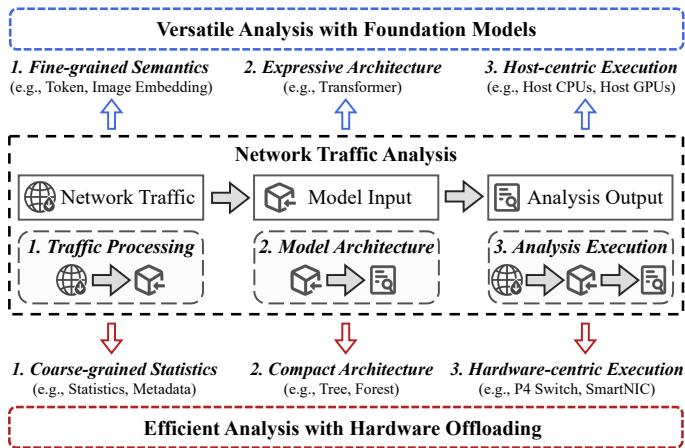 Versatile Analysis with Foundation Models
1. Fine-grained Semantics
(e.g., Token, Image Embedding)
2. Expressive Architecture
(e.g., Transformer)
3. Host-centric Execution
(e.g., Host CPUs, Host GPUs)
Network Traffic Analysis
Network Traffic
Model Input
Analysis Output
1. Traffic Processing
2. Model Architecture
3. Analysis Execution
1. Coarse-grained Statistics
(e.g., Statistics, Metadata)
2. Compact Architecture
(e.g., Tree, Forest)
3. Hardware-centric Execution
(e.g., P4 Switch, SmartNIC)
Efficient Analysis with Hardware Offloading